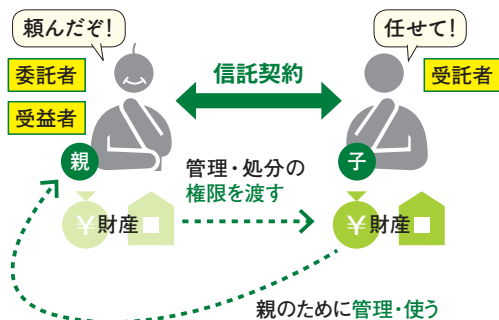 頼んだぞ!
任せて!
委託者
信託契約
受託者
受益者
親
子
管理・処分の
権限を渡す
¥財産
¥財産
親のために管理・使う